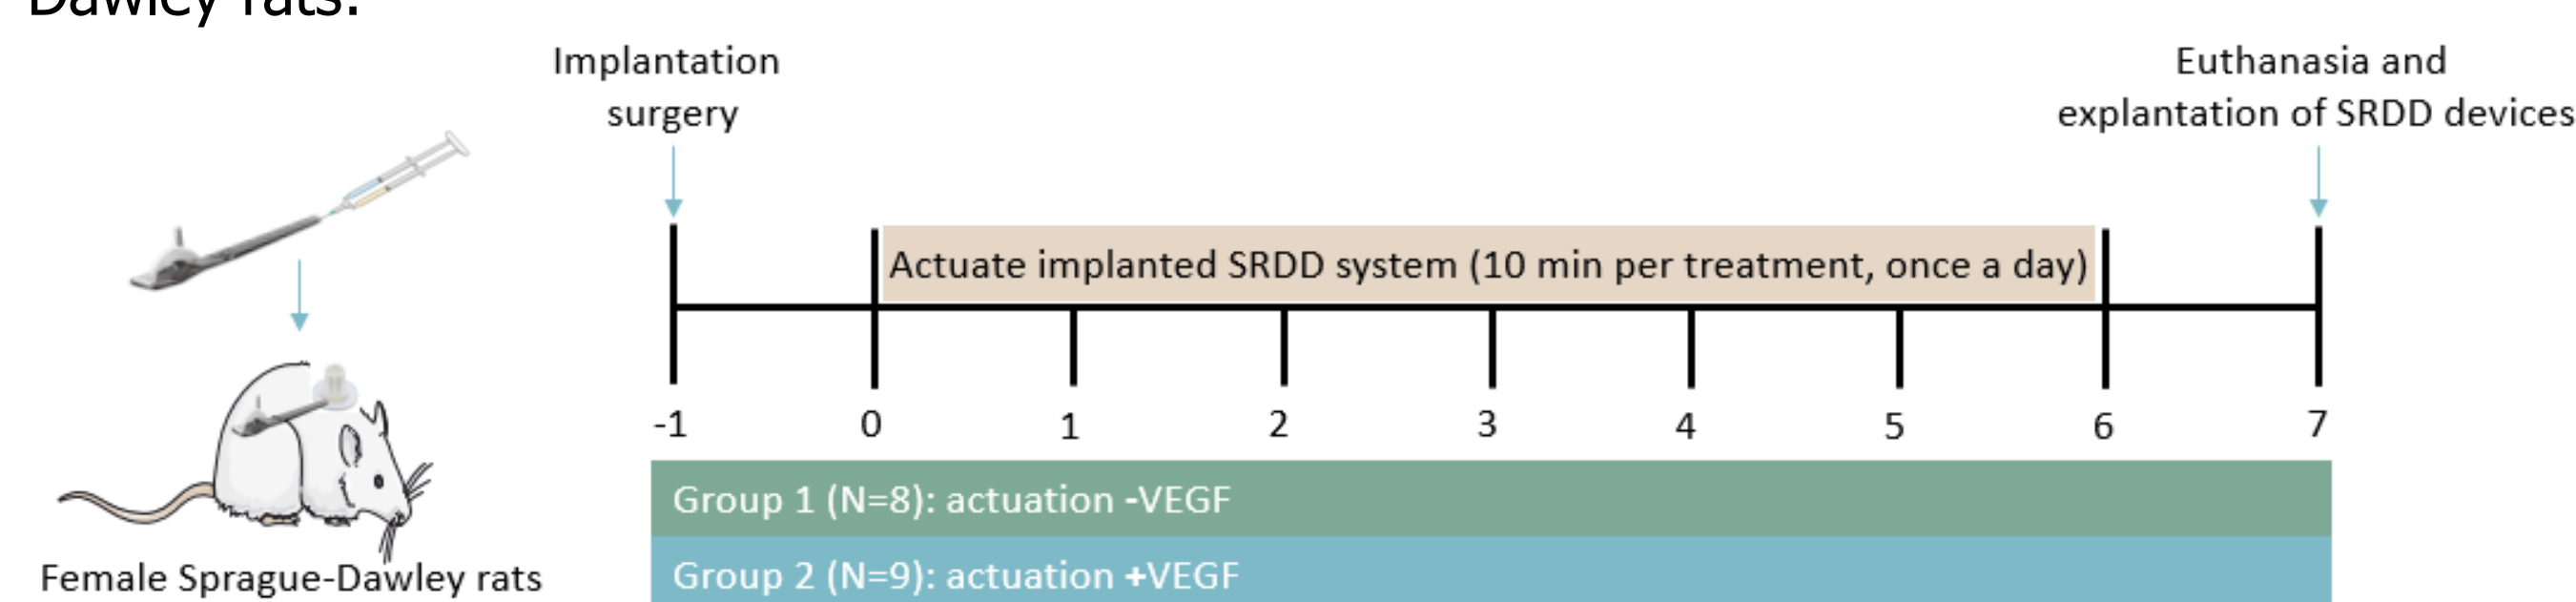 Dawley rats.
Implantation
surgery
Euthanasia and
explantation of SRDD devices
Actuate implanted SRDD system (10 min per treatment, once a day)
-1 0 1 2 3 4 5 6 7
Group 1 (N=8): actuation -VEGF
Group 2 (N=9): actuation +VEGF
Female Sprague-Dawley rats